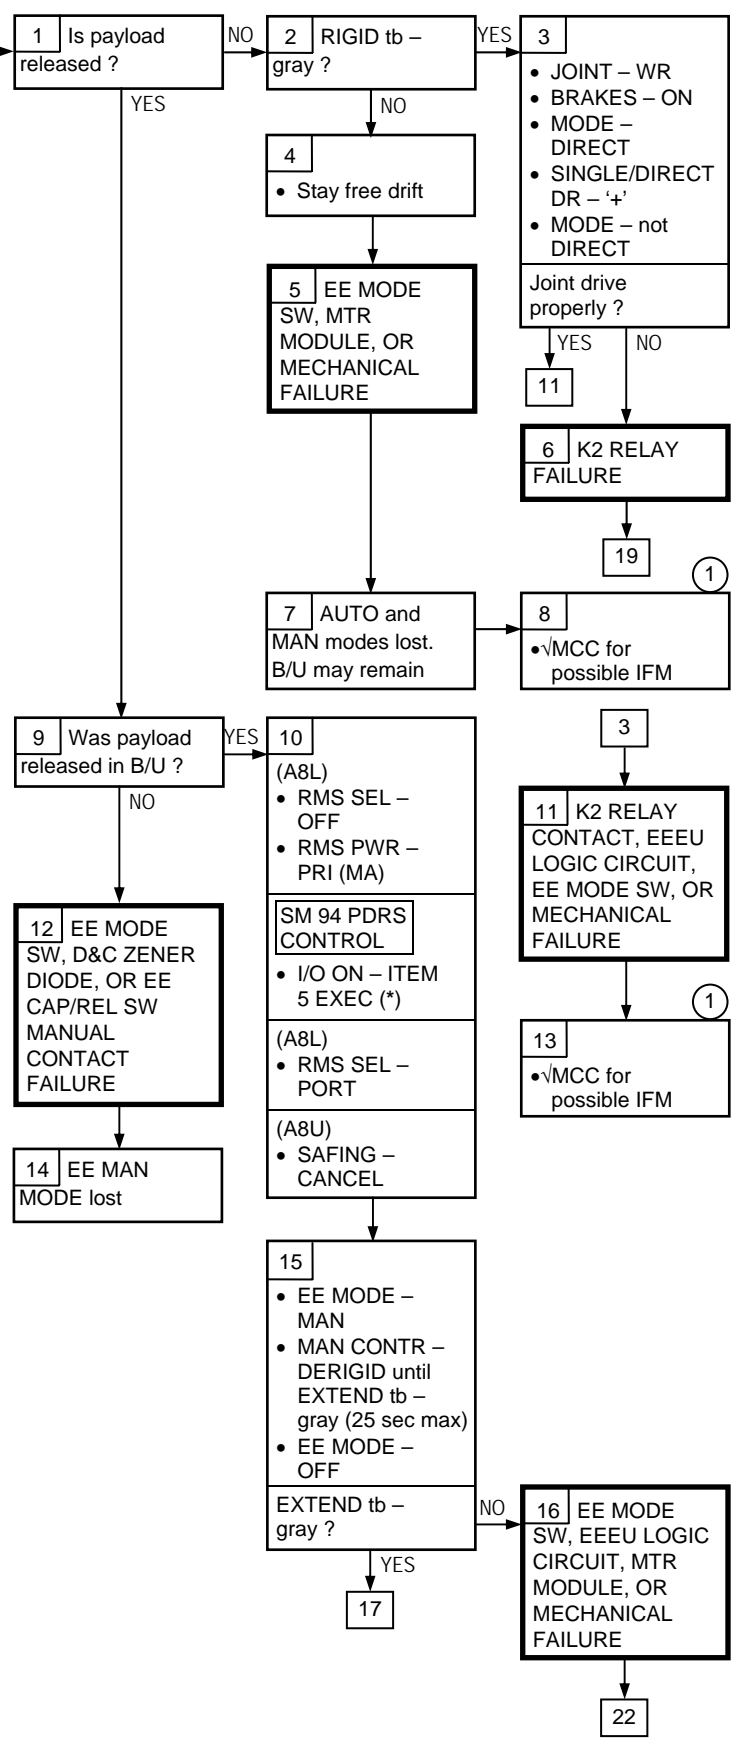 1 Is payload
released ?
NO
YES
2 RIGID tb –
gray ?
YES
NO
3
• JOINT – WR
• BRAKES – ON
• MODE –
DIRECT
• SINGLE/DIRECT
DR – ‘+’
• MODE – not
DIRECT
Joint drive
properly ?
YES
NO
11
4
• Stay free drift
5 EE MODE
SW, MTR
MODULE, OR
MECHANICAL
FAILURE
6 K2 RELAY
FAILURE
19
7 AUTO and
MAN modes lost.
B/U may remain
1
8
•√MCC for
possible IFM
9 Was payload
released in B/U ?
YES
NO
10
(A8L)
• RMS SEL –
OFF
• RMS PWR –
PRI (MA)
SM 94 PDRS
CONTROL
• I/O ON – ITEM
5 EXEC (*)
(A8L)
• RMS SEL –
PORT
(A8U)
• SAFING –
CANCEL
3
11 K2 RELAY
CONTACT, EEEU
LOGIC CIRCUIT,
EE MODE SW, OR
MECHANICAL
FAILURE
12 EE MODE
SW, D&C ZENER
DIODE, OR EE
CAP/REL SW
MANUAL
CONTACT
FAILURE
1
13
•√MCC for
possible IFM
14 EE MAN
MODE lost
15
• EE MODE –
MAN
• MAN CONTR –
DERIGID until
EXTEND tb –
gray (25 sec max)
• EE MODE –
OFF
EXTEND tb –
gray ?
NO
YES
17
16 EE MODE
SW, EEEU LOGIC
CIRCUIT, MTR
MODULE, OR
MECHANICAL
FAILURE
22